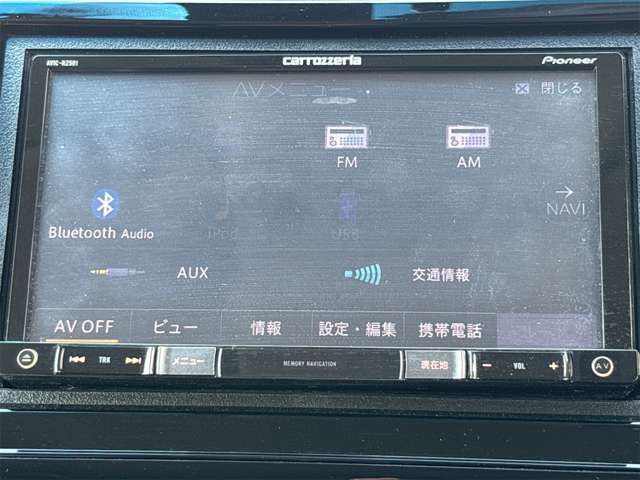 AVIC-RZ501 carrozzeria Pioneer
AVメニュー 閉じる
FM AM
NAVI
Bluetooth Audio iPod USB
AUX 交通情報
AV OFF ビュー 情報 設定・編集 携帯電話
TRK メニュー MEMORY NAVIGATION 現在地 − VOL + AV